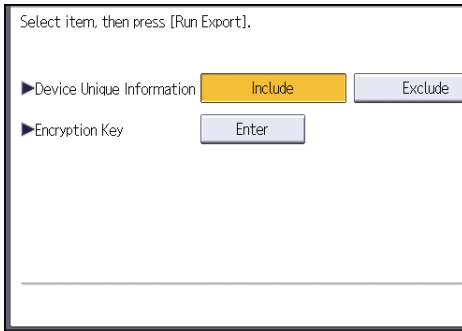 Select item, then press [Run Export].
▶Device Unique Information Include Exclude
▶Encryption Key Enter